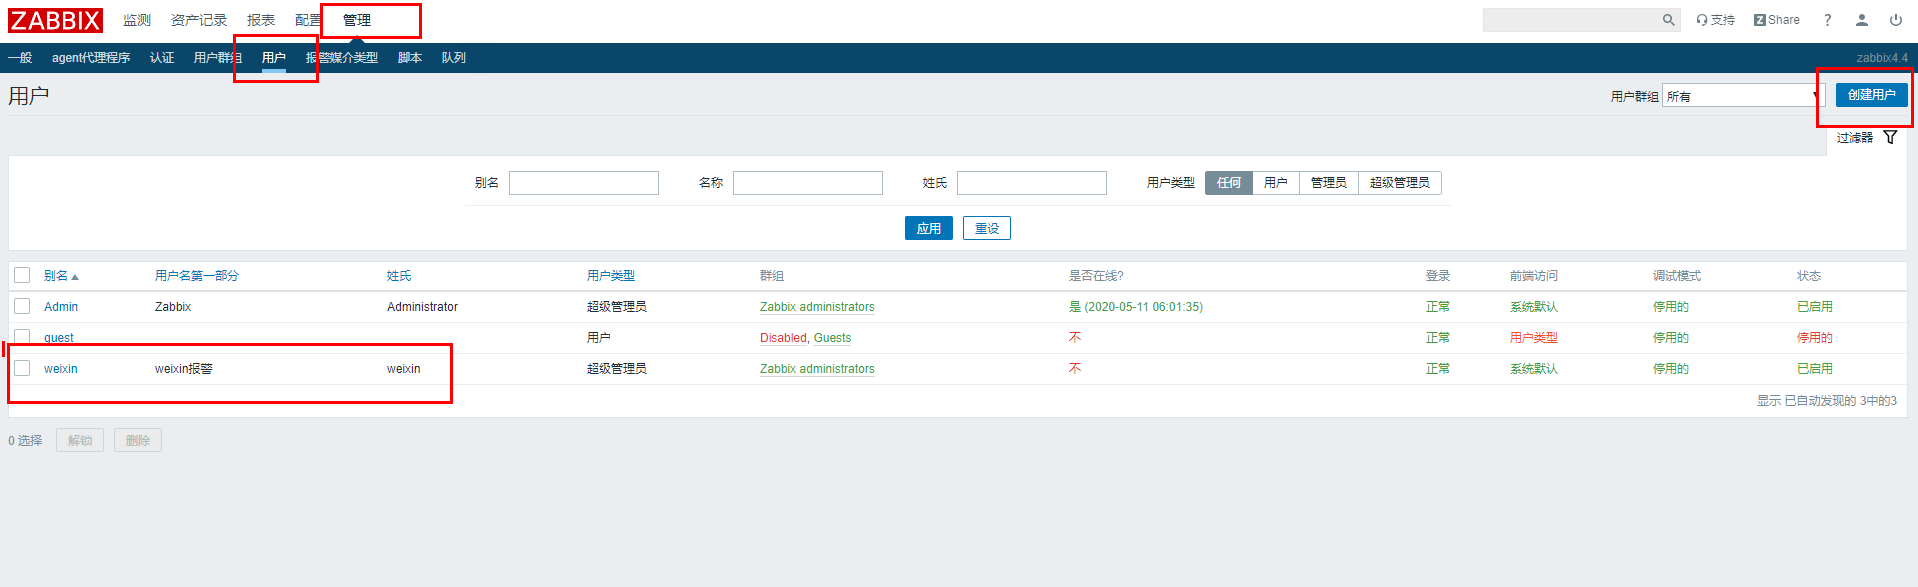 ZABBIX 监测 资产记录 报表 配置 管理 支持 Z Share ?
一般 agent代理程序 认证 用户群组 用户 报警媒介类型 脚本 队列 zabbix4.4
用户 用户群组 所有 创建用户
过滤器
别名 名称 姓氏 用户类型 任何 用户 管理员 超级管理员
应用 重设
别名 用户名第一部分 姓氏 用户类型 群组 是否在线? 登录 前端访问 调试模式 状态
Admin Zabbix Administrator 超级管理员 Zabbix administrators 是 (2020-05-11 06:01:35) 正常 系统默认 停用的 已启用
guest 用户 Disabled, Guests 不 正常 用户类型 停用的 停用的
weixin weixin报警 weixin 超级管理员 Zabbix administrators 不 正常 系统默认 停用的 已启用
显示 已自动发现的 3中的3
0 选择 解锁 删除